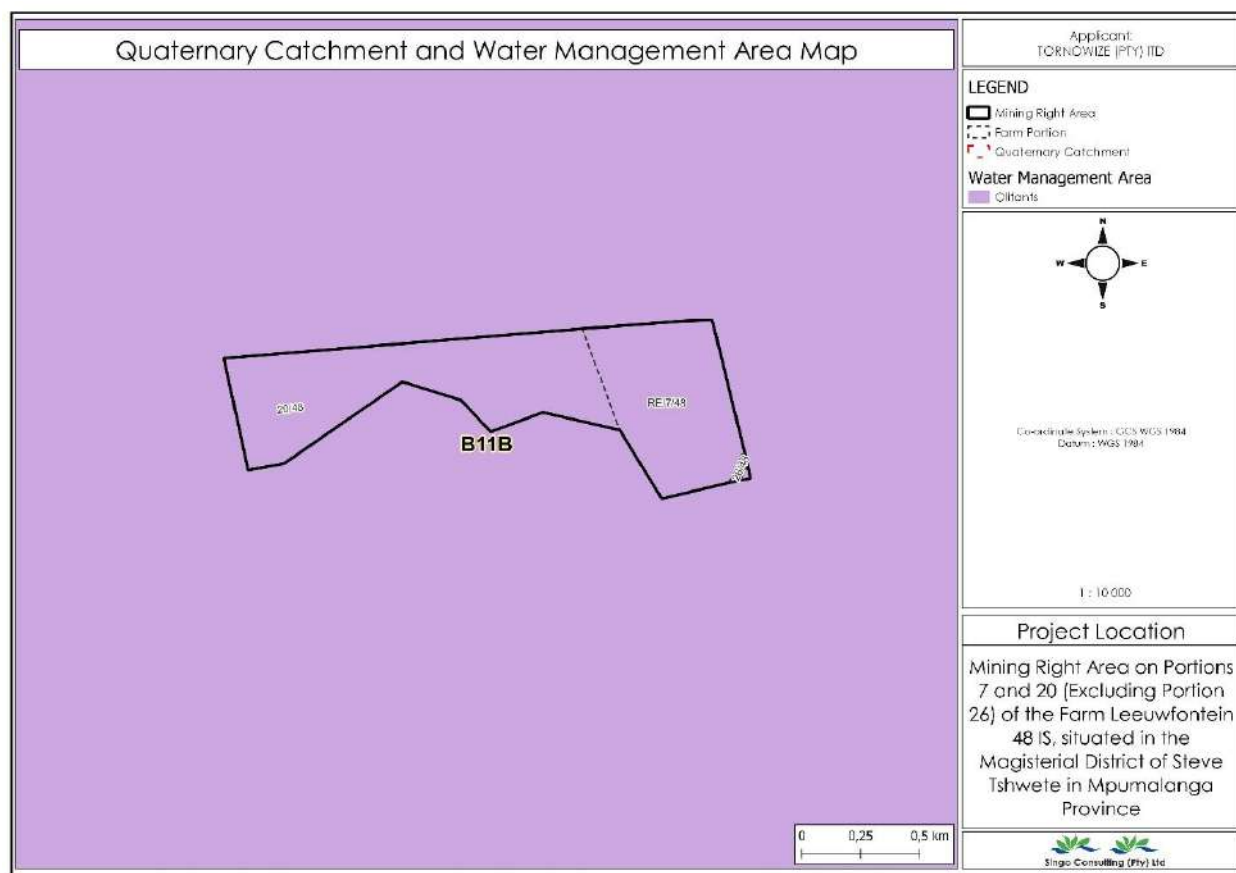 Quaternary Catchment and Water Management Area Map
Applicant:
TORNOWIZE (PTY) lTD
LEGEND
Mining Right Area
Farm Portion
Quaternary Catchment
Water Management Area
Olifants
N
W
E
S
Co-ordinate System : GCS WGS 1984
Datum : WGS 1984
1 : 10 000
20/48
RE/7/48
B11B
0 0,25 0,5 km
Project Location
Mining Right Area on Portions
7 and 20 (Excluding Portion
26) of the Farm Leeuwfontein
48 IS, situated in the
Magisterial District of Steve
Tshwete in Mpumalanga
Province
Singo Consulting (Pty) Ltd